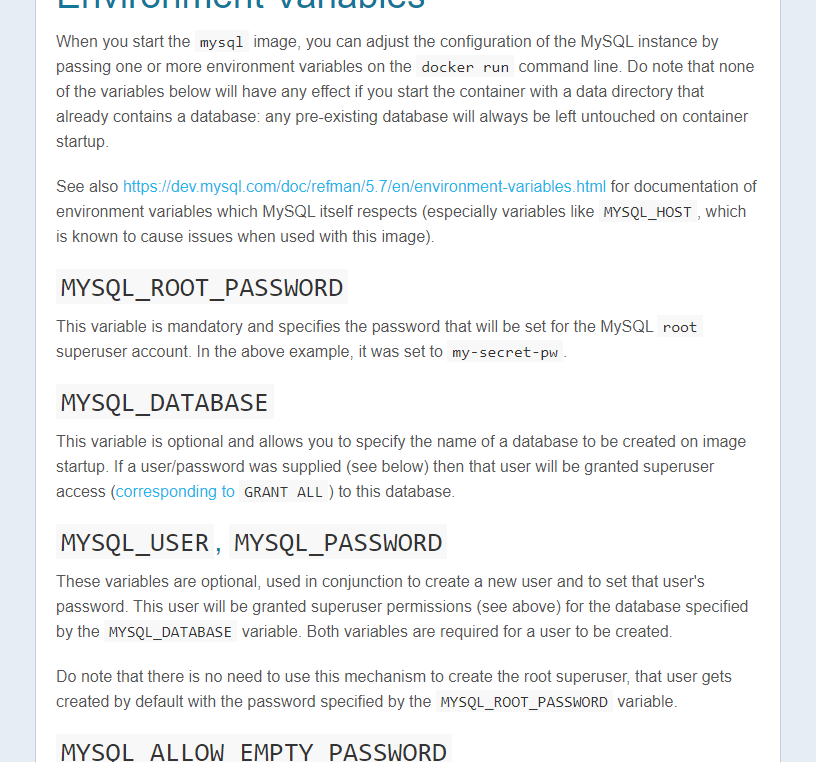 Environment Variables
When you start the mysql image, you can adjust the configuration of the MySQL instance by
passing one or more environment variables on the docker run command line. Do note that none
of the variables below will have any effect if you start the container with a data directory that
already contains a database: any pre-existing database will always be left untouched on container
startup.
See also https://dev.mysql.com/doc/refman/5.7/en/environment-variables.html for documentation of
environment variables which MySQL itself respects (especially variables like MYSQL_HOST , which
is known to cause issues when used with this image).
MYSQL_ROOT_PASSWORD
This variable is mandatory and specifies the password that will be set for the MySQL root
superuser account. In the above example, it was set to my-secret-pw .
MYSQL_DATABASE
This variable is optional and allows you to specify the name of a database to be created on image
startup. If a user/password was supplied (see below) then that user will be granted superuser
access (corresponding to GRANT ALL ) to this database.
MYSQL_USER , MYSQL_PASSWORD
These variables are optional, used in conjunction to create a new user and to set that user's
password. This user will be granted superuser permissions (see above) for the database specified
by the MYSQL_DATABASE variable. Both variables are required for a user to be created.
Do note that there is no need to use this mechanism to create the root superuser, that user gets
created by default with the password specified by the MYSQL_ROOT_PASSWORD variable.
MYSQL_ALLOW_EMPTY_PASSWORD